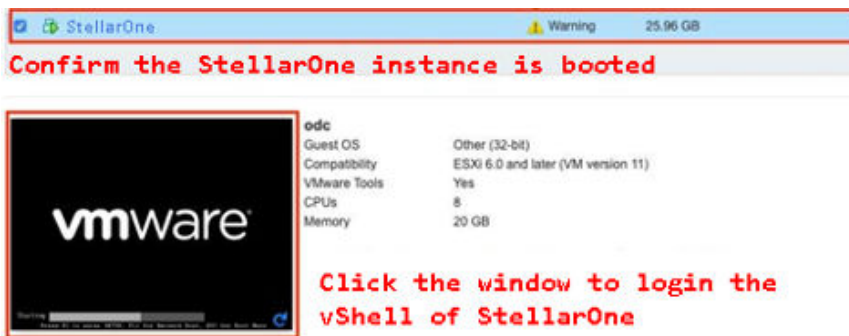 StellarOne Warning 25.96 GB
Confirm the StellarOne instance is booted
odc
Guest OS Other (32-bit)
Compatibility ESXi 6.0 and later (VM version 11)
VMware Tools Yes
CPUs 8
Memory 20 GB
vmware
Click the window to login the
vShell of StellarOne